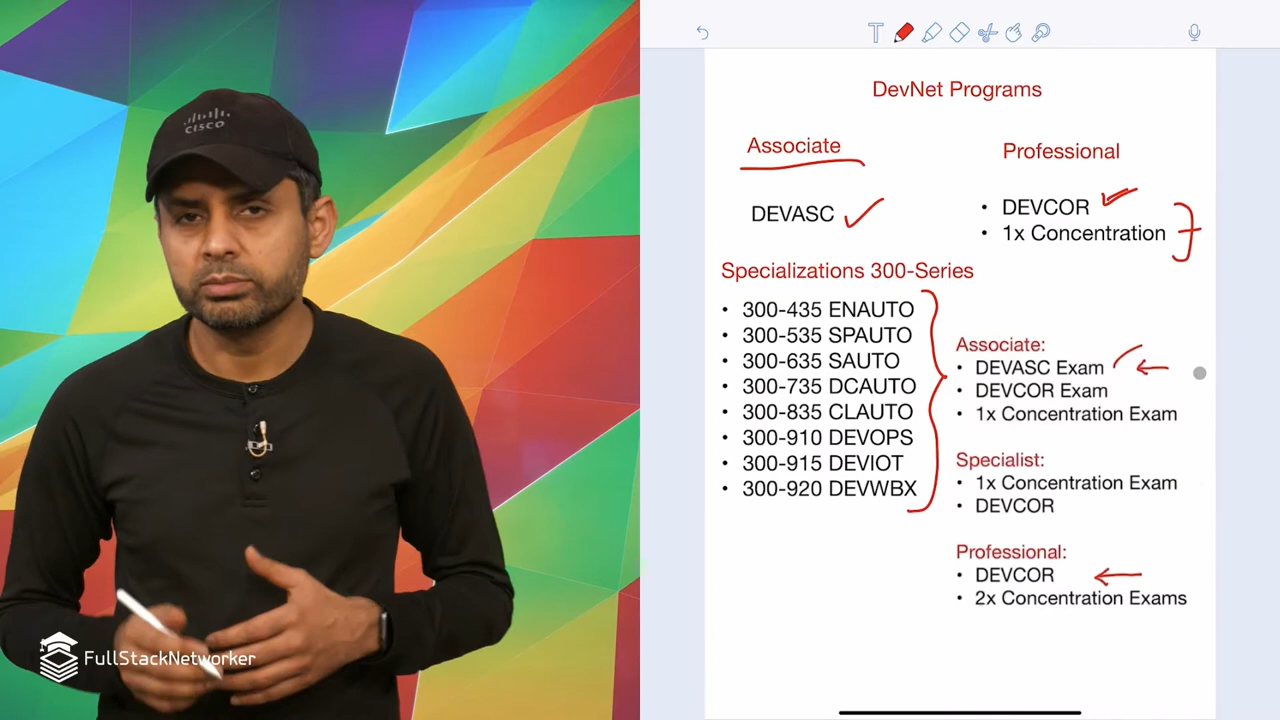 CISCO
FullStackNetworker
DevNet Programs
Associate
DEVASC
Professional
• DEVCOR
• 1x Concentration
Specializations 300-Series
• 300-435 ENAUTO
• 300-535 SPAUTO
• 300-635 SAUTO
• 300-735 DCAUTO
• 300-835 CLAUTO
• 300-910 DEVOPS
• 300-915 DEVIOT
• 300-920 DEVWBX
Associate:
• DEVASC Exam
• DEVCOR Exam
• 1x Concentration Exam
Specialist:
• 1x Concentration Exam
• DEVCOR
Professional:
• DEVCOR
• 2x Concentration Exams